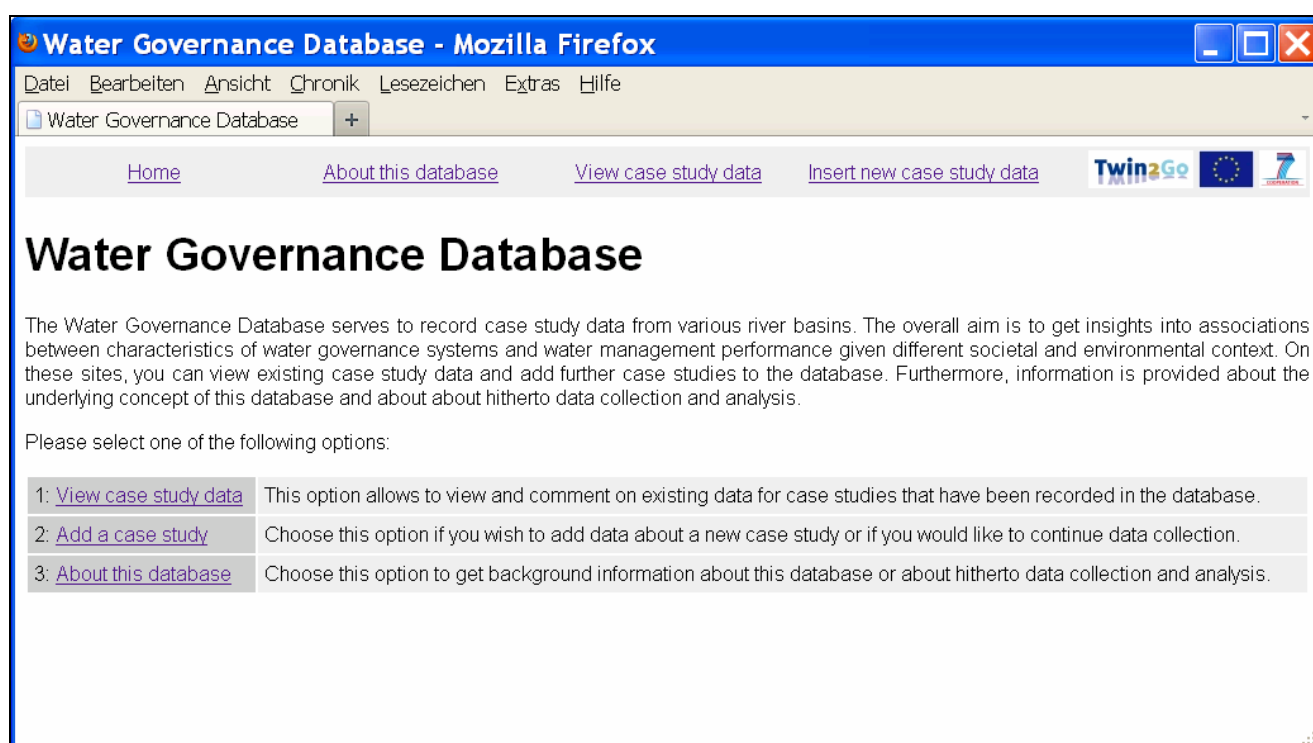 Water Governance Database - Mozilla Firefox
Datei Bearbeiten Ansicht Chronik Lesezeichen Extras Hilfe
Water Governance Database +
Home About this database View case study data Insert new case study data Twin2Go 7 COOPERATION
Water Governance Database
The Water Governance Database serves to record case study data from various river basins. The overall aim is to get insights into associations
between characteristics of water governance systems and water management performance given different societal and environmental context. On
these sites, you can view existing case study data and add further case studies to the database. Furthermore, information is provided about the
underlying concept of this database and about about hitherto data collection and analysis.
Please select one of the following options:
1: View case study data This option allows to view and comment on existing data for case studies that have been recorded in the database.
2: Add a case study Choose this option if you wish to add data about a new case study or if you would like to continue data collection.
3: About this database Choose this option to get background information about this database or about hitherto data collection and analysis.